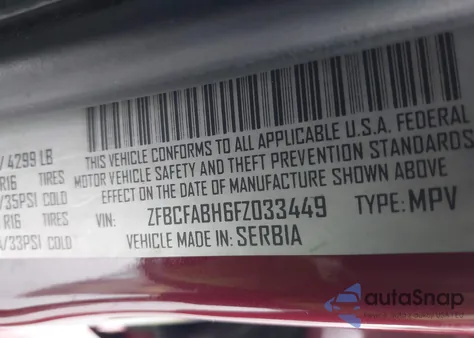 / 4299 LB
THIS VEHICLE CONFORMS TO ALL APPLICABLE U.S.A. FEDERAL
R16 TIRES MOTOR VEHICLE SAFETY AND THEFT PREVENTION STANDARDS
/35PSI COLD IN EFFECT ON THE DATE OF MANUFACTURE SHOWN ABOVE.
R16 TIRES VIN: ZFBCFABH6FZ033449 TYPE: MPV
/33PSI COLD VEHICLE MADE IN: SERBIA
autoSnap